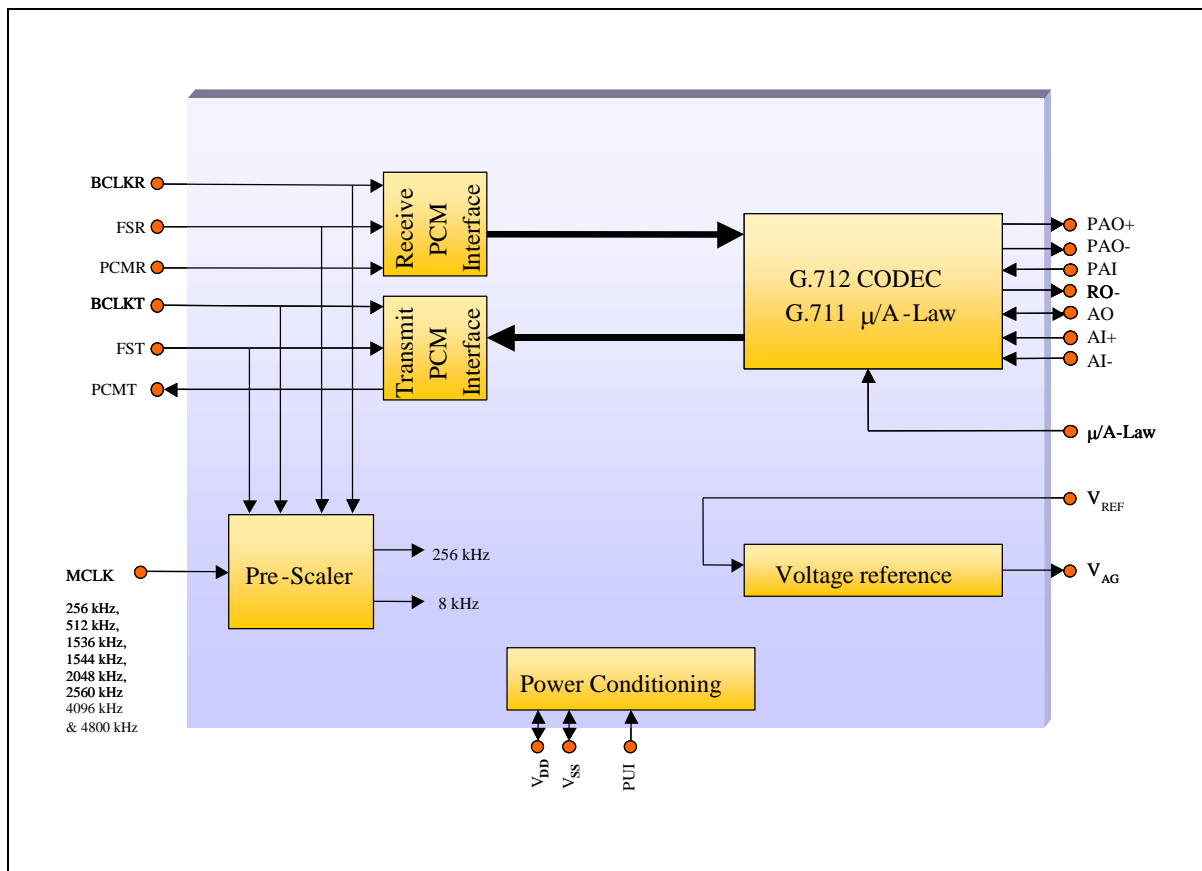 BCLKR
FSR
PCMR
BCLKT
FST
PCMT
Receive
PCM
Interface
Transmit
PCM
Interface
G.712 CODEC
G.711 μ/A-Law
PAO+
PAO-
PAI
RO-
AO
AI+
AI-
μ/A-Law
VREF
VAG
Voltage reference
MCLK
256 kHz,
512 kHz,
1536 kHz,
1544 kHz,
2048 kHz,
2560 kHz
4096 kHz
& 4800 kHz
Pre-Scaler
256 kHz
8 kHz
Power Conditioning
VDD
VSS
PUI